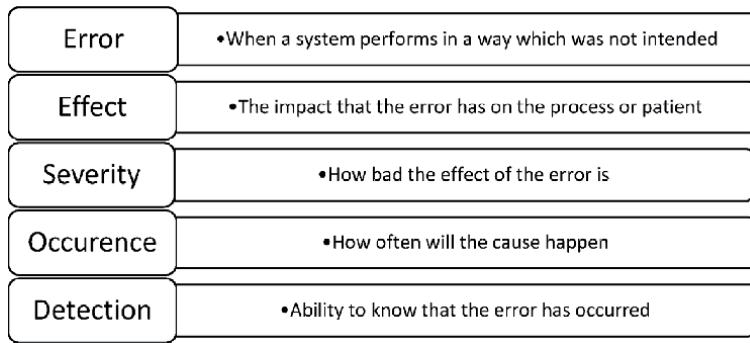 Error
•When a system performs in a way which was not intended
Effect
•The impact that the error has on the process or patient
Severity
•How bad the effect of the error is
Occurence
•How often will the cause happen
Detection
•Ability to know that the error has occurred